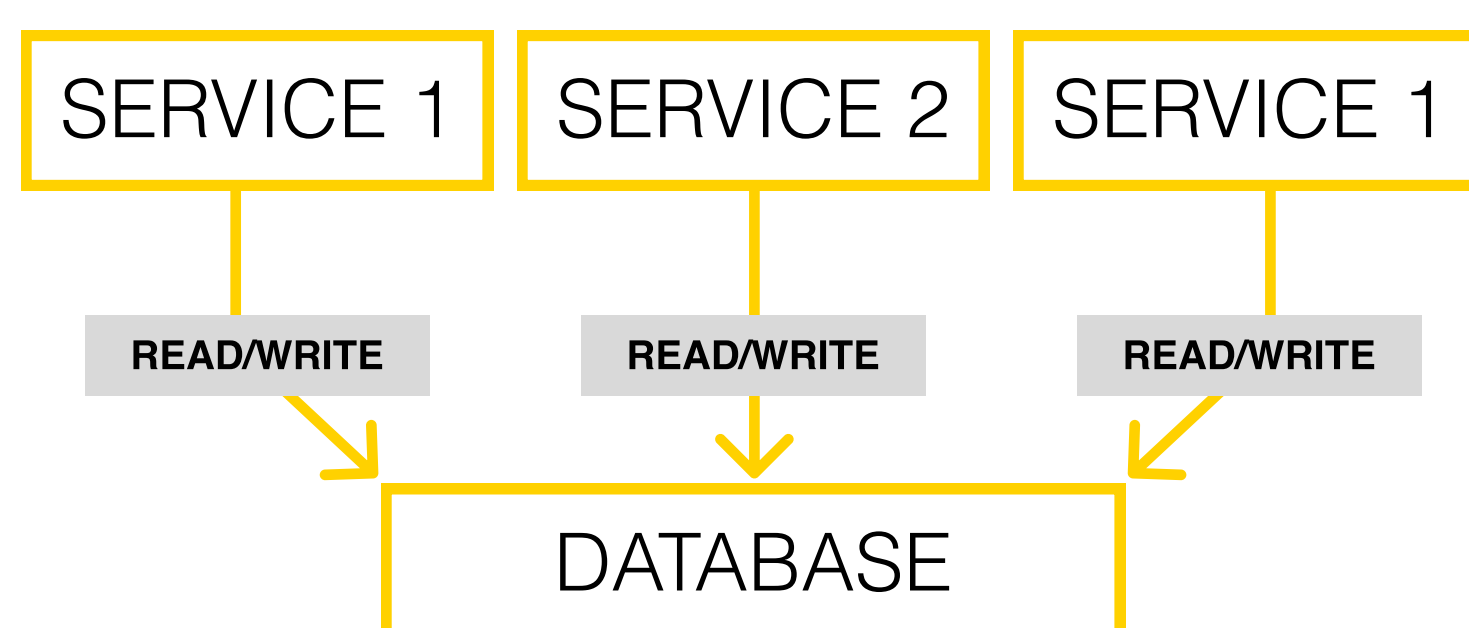 SERVICE 1
SERVICE 2
SERVICE 1
READ/WRITE
READ/WRITE
READ/WRITE
DATABASE